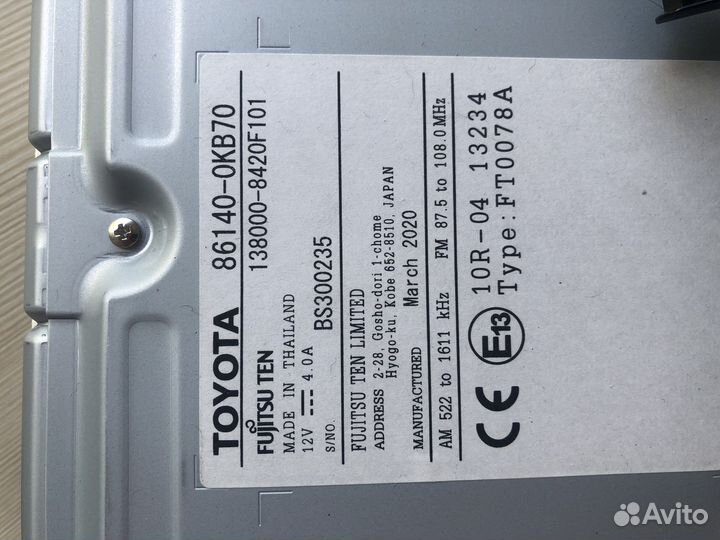 TOYOTA 86140-0KB70
FUJITSU TEN 138000-8420F101
MADE IN THAILAND
12V 4.0A
S/NO. BS300235
FUJITSU TEN LIMITED
ADDRESS 2-28, Gosho-dori 1-chome
Hyogo-ku, Kobe 652-8510, JAPAN
MANUFACTURED March 2020
AM 522 to 1611 kHz FM 87.5 to 108.0MHz
CE E13 10R-04 13234
Type:FT0078A
Avito